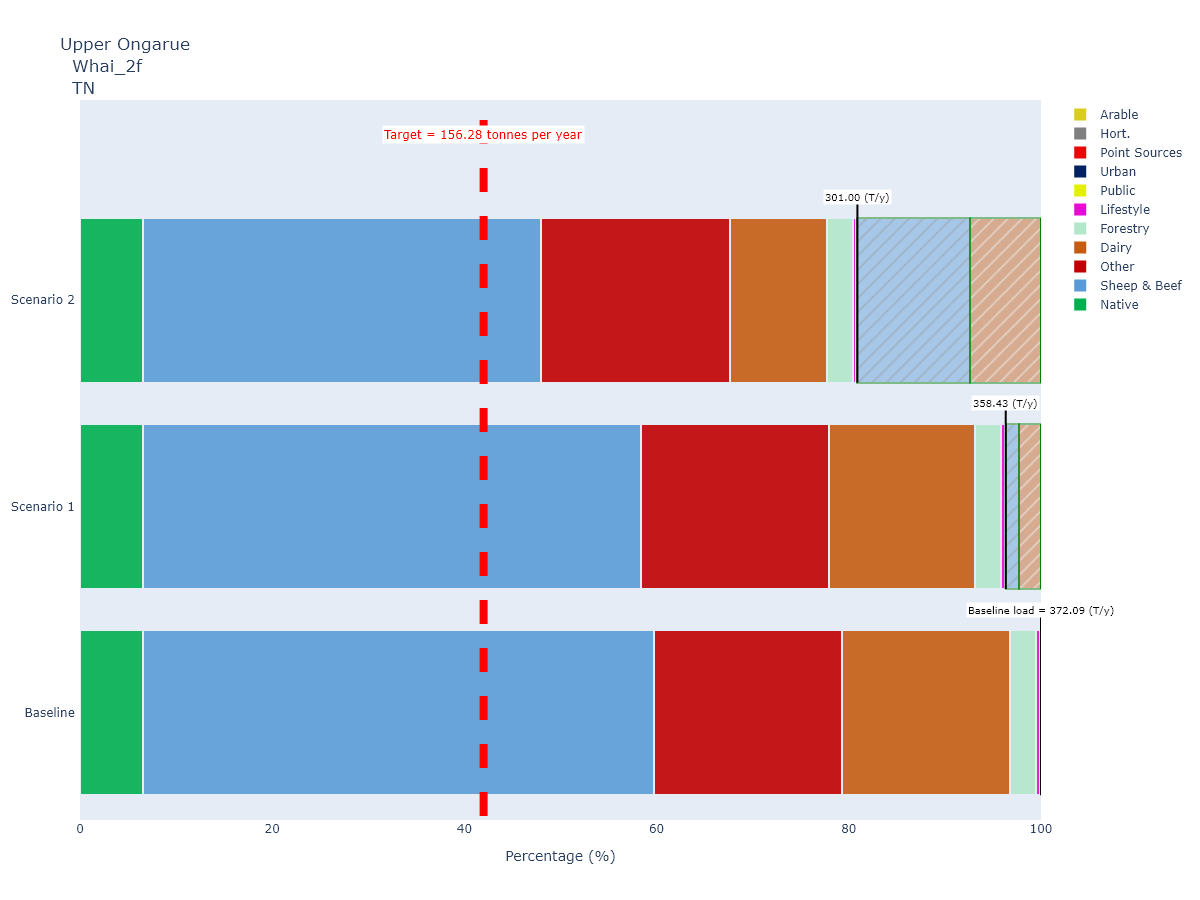 Upper Ongarue
Whai_2f
TN
Target = 156.28 tonnes per year
301.00 (T/y)
Scenario 2
358.43 (T/y)
Scenario 1
Baseline load = 372.09 (T/y)
Baseline
0 20 40 60 80 100
Percentage (%)
Arable
Hort.
Point Sources
Urban
Public
Lifestyle
Forestry
Dairy
Other
Sheep & Beef
Native